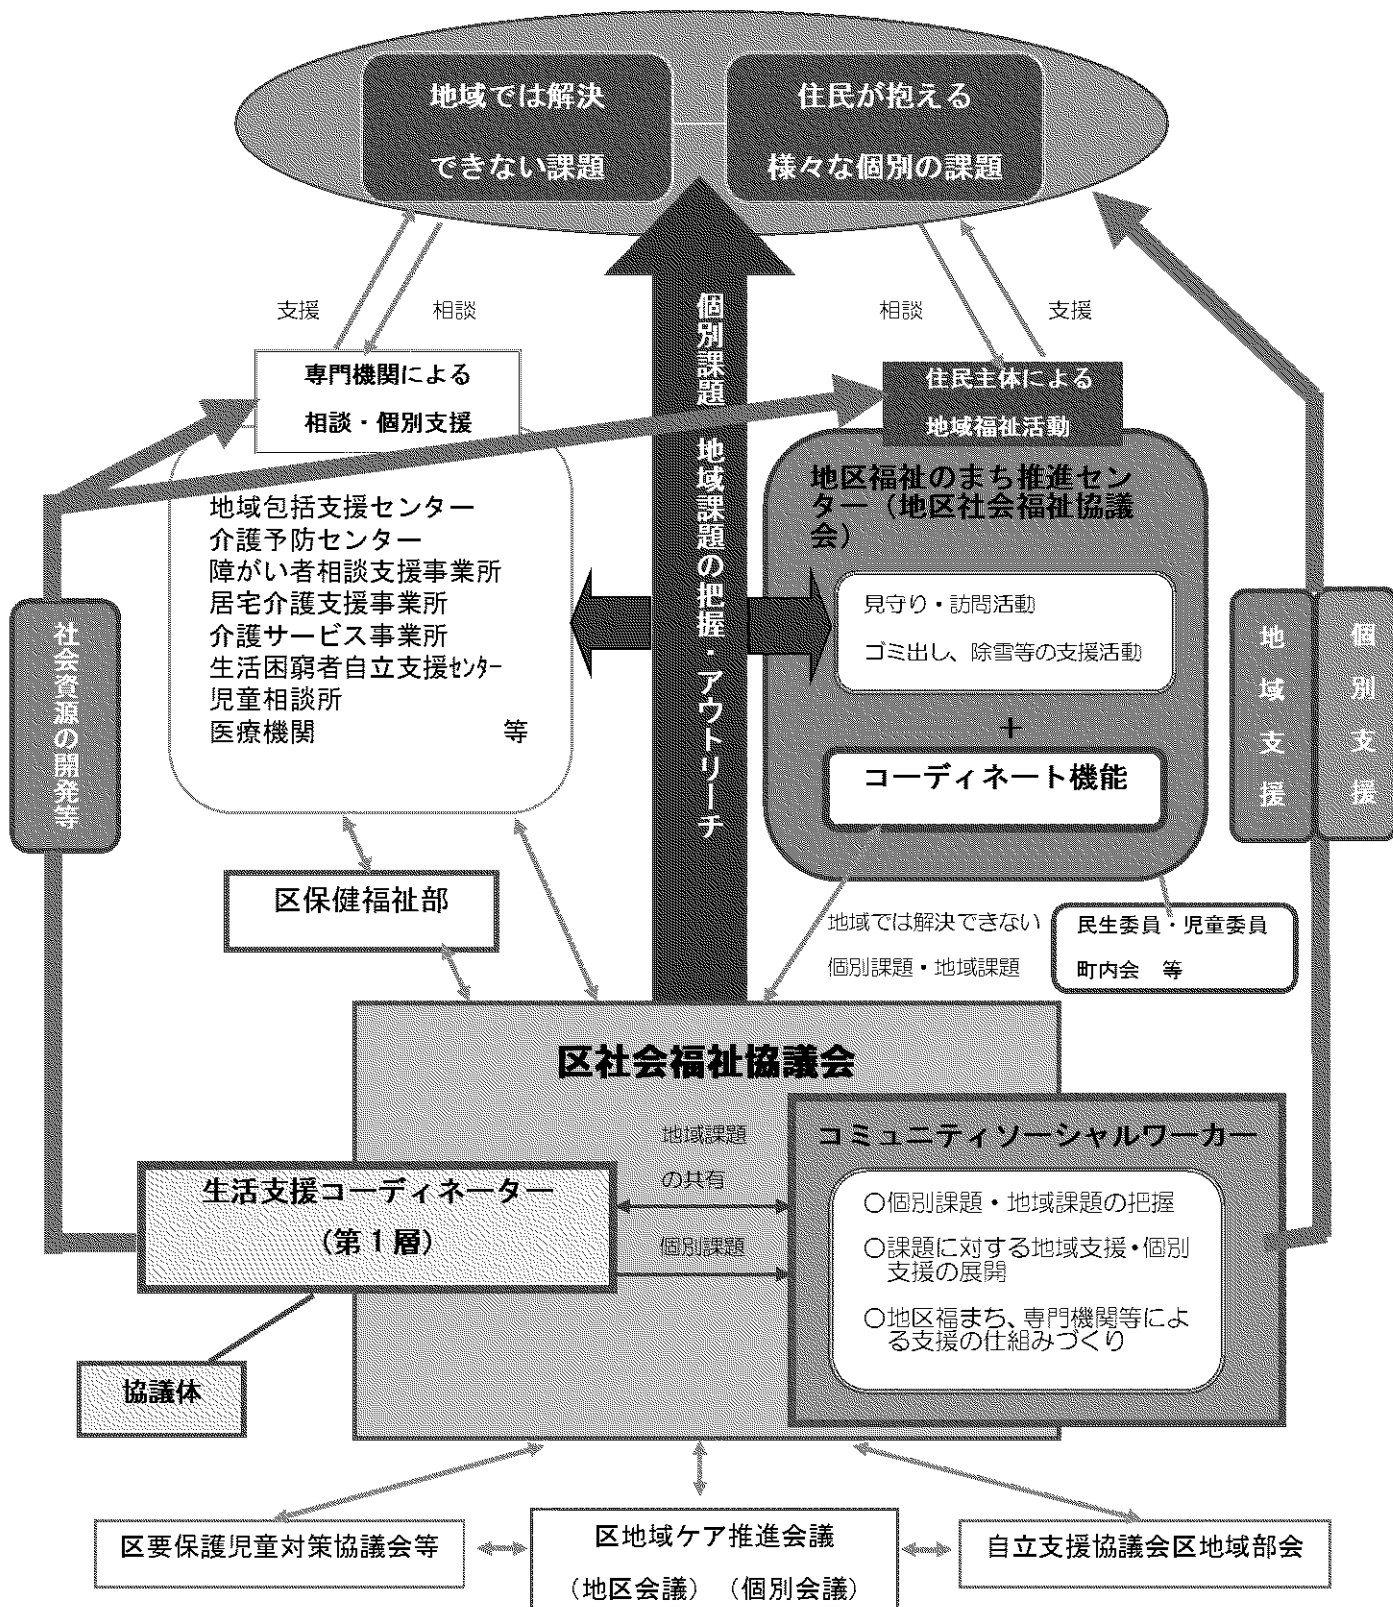 地域では解決
できない課題
住民が抱える
様々な個別の課題
支援
相談
相談
支援
専門機関による
相談・個別支援
住民主体による
地域福祉活動
個別課題・地域課題の把握・アウトリーチ
地域包括支援センター
介護予防センター
障がい者相談支援事業所
居宅介護支援事業所
介護サービス事業所
生活困窮者自立支援ｾﾝﾀｰ
児童相談所
医療機関 等
地区福祉のまち推進セン
ター（地区社会福祉協議
会）
見守り・訪問活動
ゴミ出し、除雪等の支援活動
＋
コーディネート機能
社会資源の開発等
地域支援
個別支援
区保健福祉部
地域では解決できない
個別課題・地域課題
民生委員・児童委員
町内会 等
区社会福祉協議会
地域課題
の共有
個別課題
生活支援コーディネーター
(第１層)
協議体
コミュニティソーシャルワーカー
○個別課題・地域課題の把握
○課題に対する地域支援・個別
支援の展開
○地区福まち、専門機関等によ
る支援の仕組みづくり
区要保護児童対策協議会等
区地域ケア推進会議
（地区会議）（個別会議）
自立支援協議会区地域部会